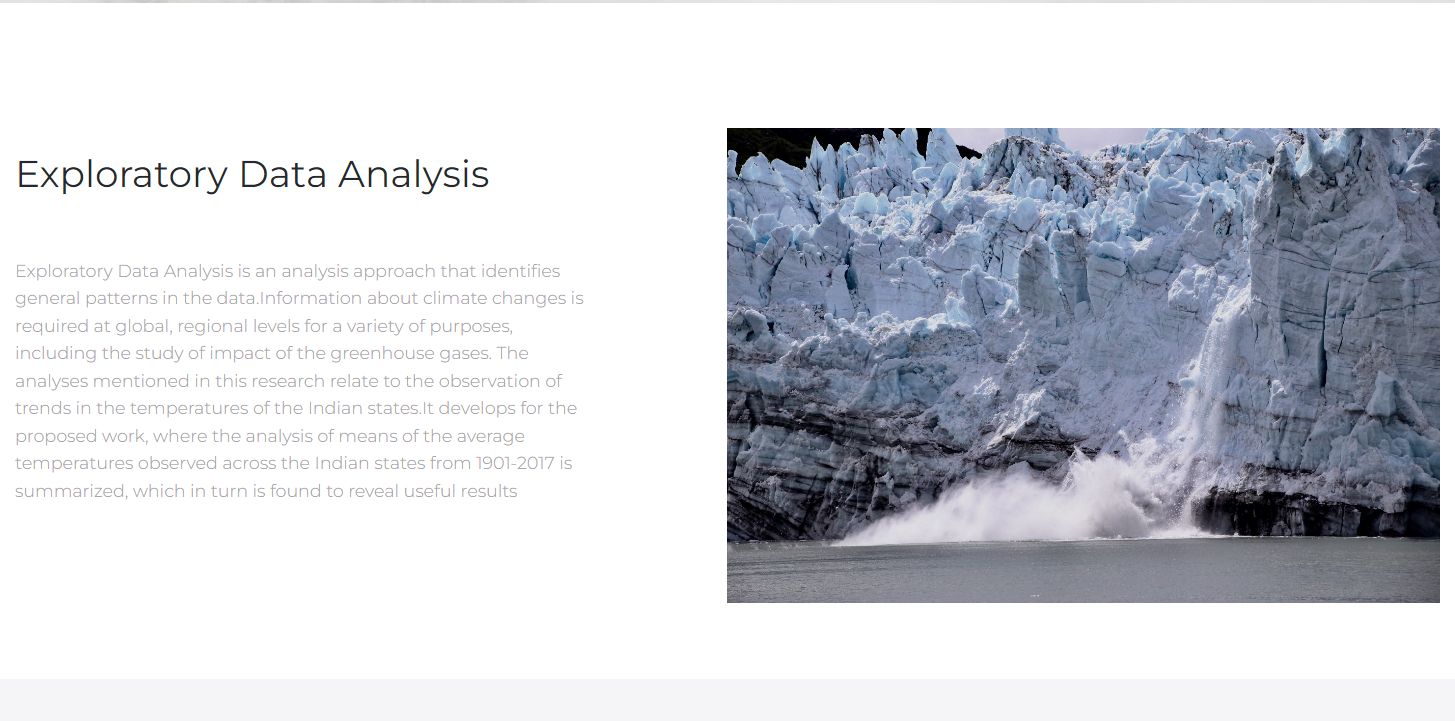 Exploratory Data Analysis
Exploratory Data Analysis is an analysis approach that identifies
general patterns in the data.Information about climate changes is
required at global, regional levels for a variety of purposes,
including the study of impact of the greenhouse gases. The
analyses mentioned in this research relate to the observation of
trends in the temperatures of the Indian states.It develops for the
proposed work, where the analysis of means of the average
temperatures observed across the Indian states from 1901-2017 is
summarized, which in turn is found to reveal useful results